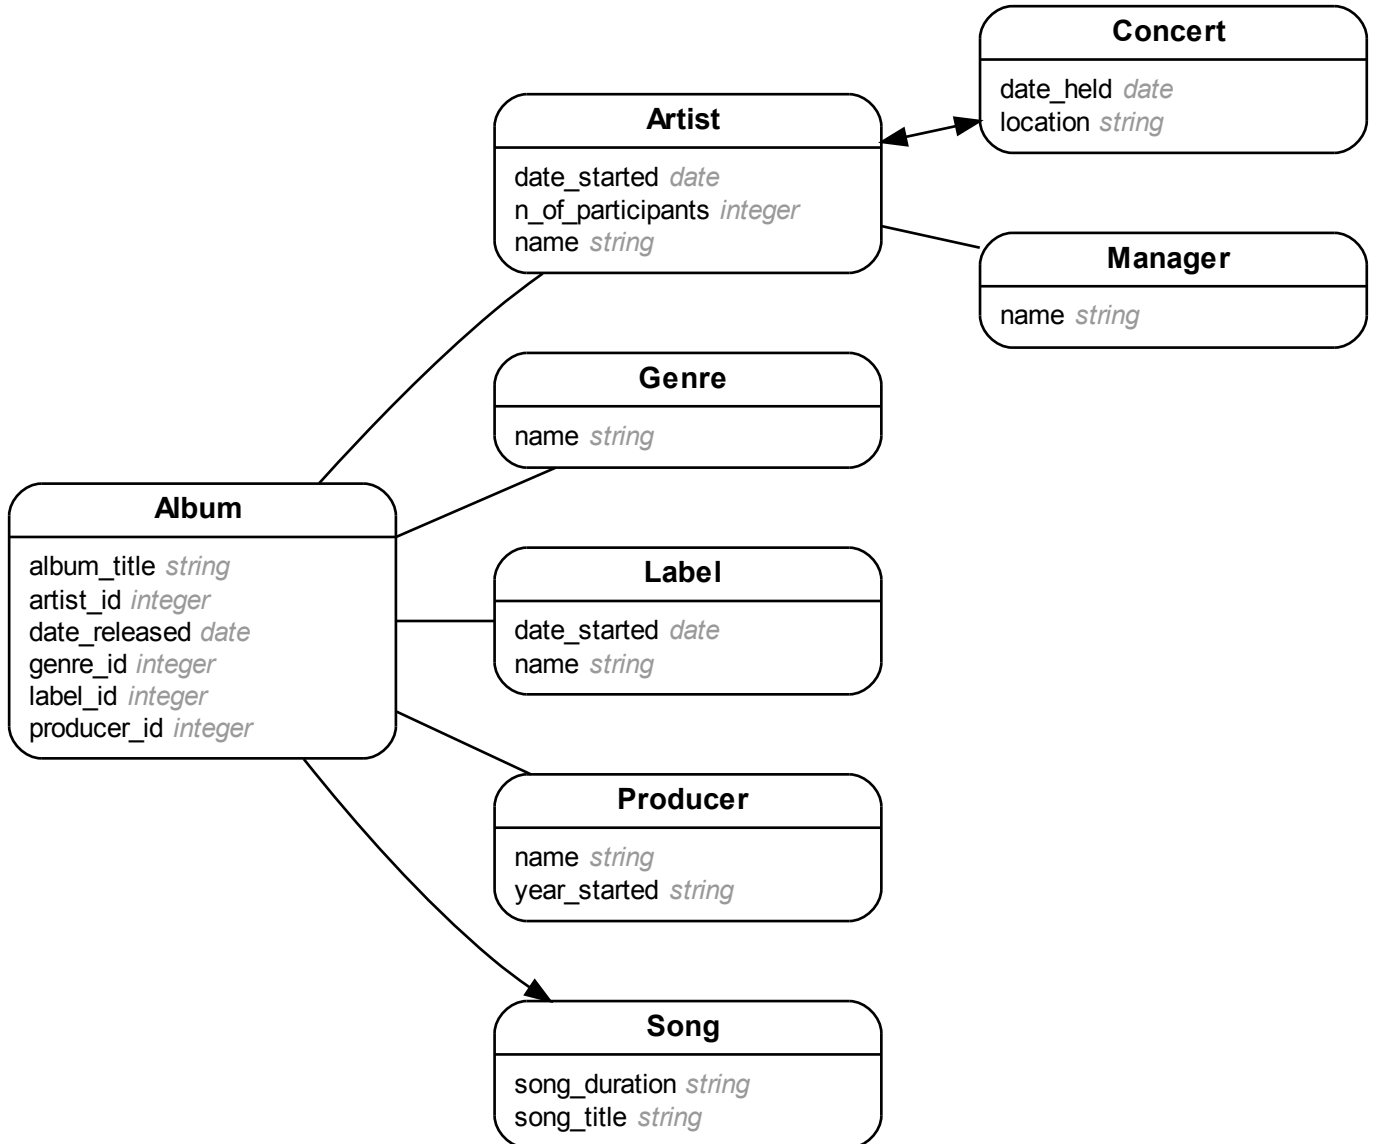 Concert
date_held date
location string
Artist
date_started date
n_of_participants integer
name string
Manager
name string
Genre
name string
Album
album_title string
artist_id integer
date_released date
genre_id integer
label_id integer
producer_id integer
Label
date_started date
name string
Producer
name string
year_started string
Song
song_duration string
song_title string